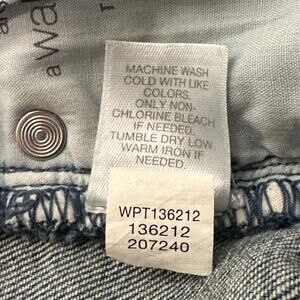 a wa
MACHINE WASH
COLD WITH LIKE
COLORS.
ONLY NON-
CHLORINE BLEACH
IF NEEDED.
TUMBLE DRY LOW
WARM IRON IF
NEEDED.
WPT136212
136212
207240